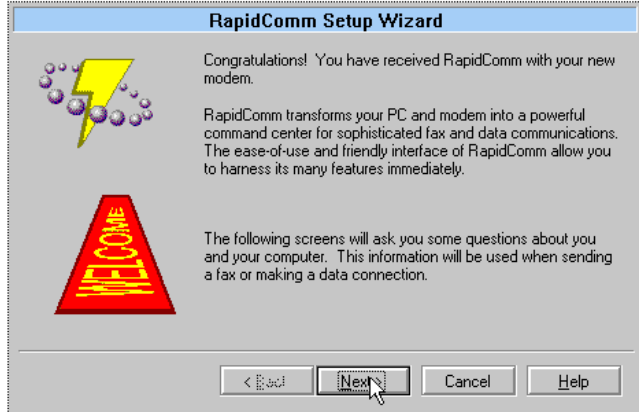 RapidComm Setup Wizard
Congratulations! You have received RapidComm with your new
modem.
RapidComm transforms your PC and modem into a powerful
command center for sophisticated fax and data communications.
The ease-of-use and friendly interface of RapidComm allow you
to harness its many features immediately.
WELCOME
The following screens will ask you some questions about you
and your computer. This information will be used when sending
a fax or making a data connection.
< Back Next > Cancel Help